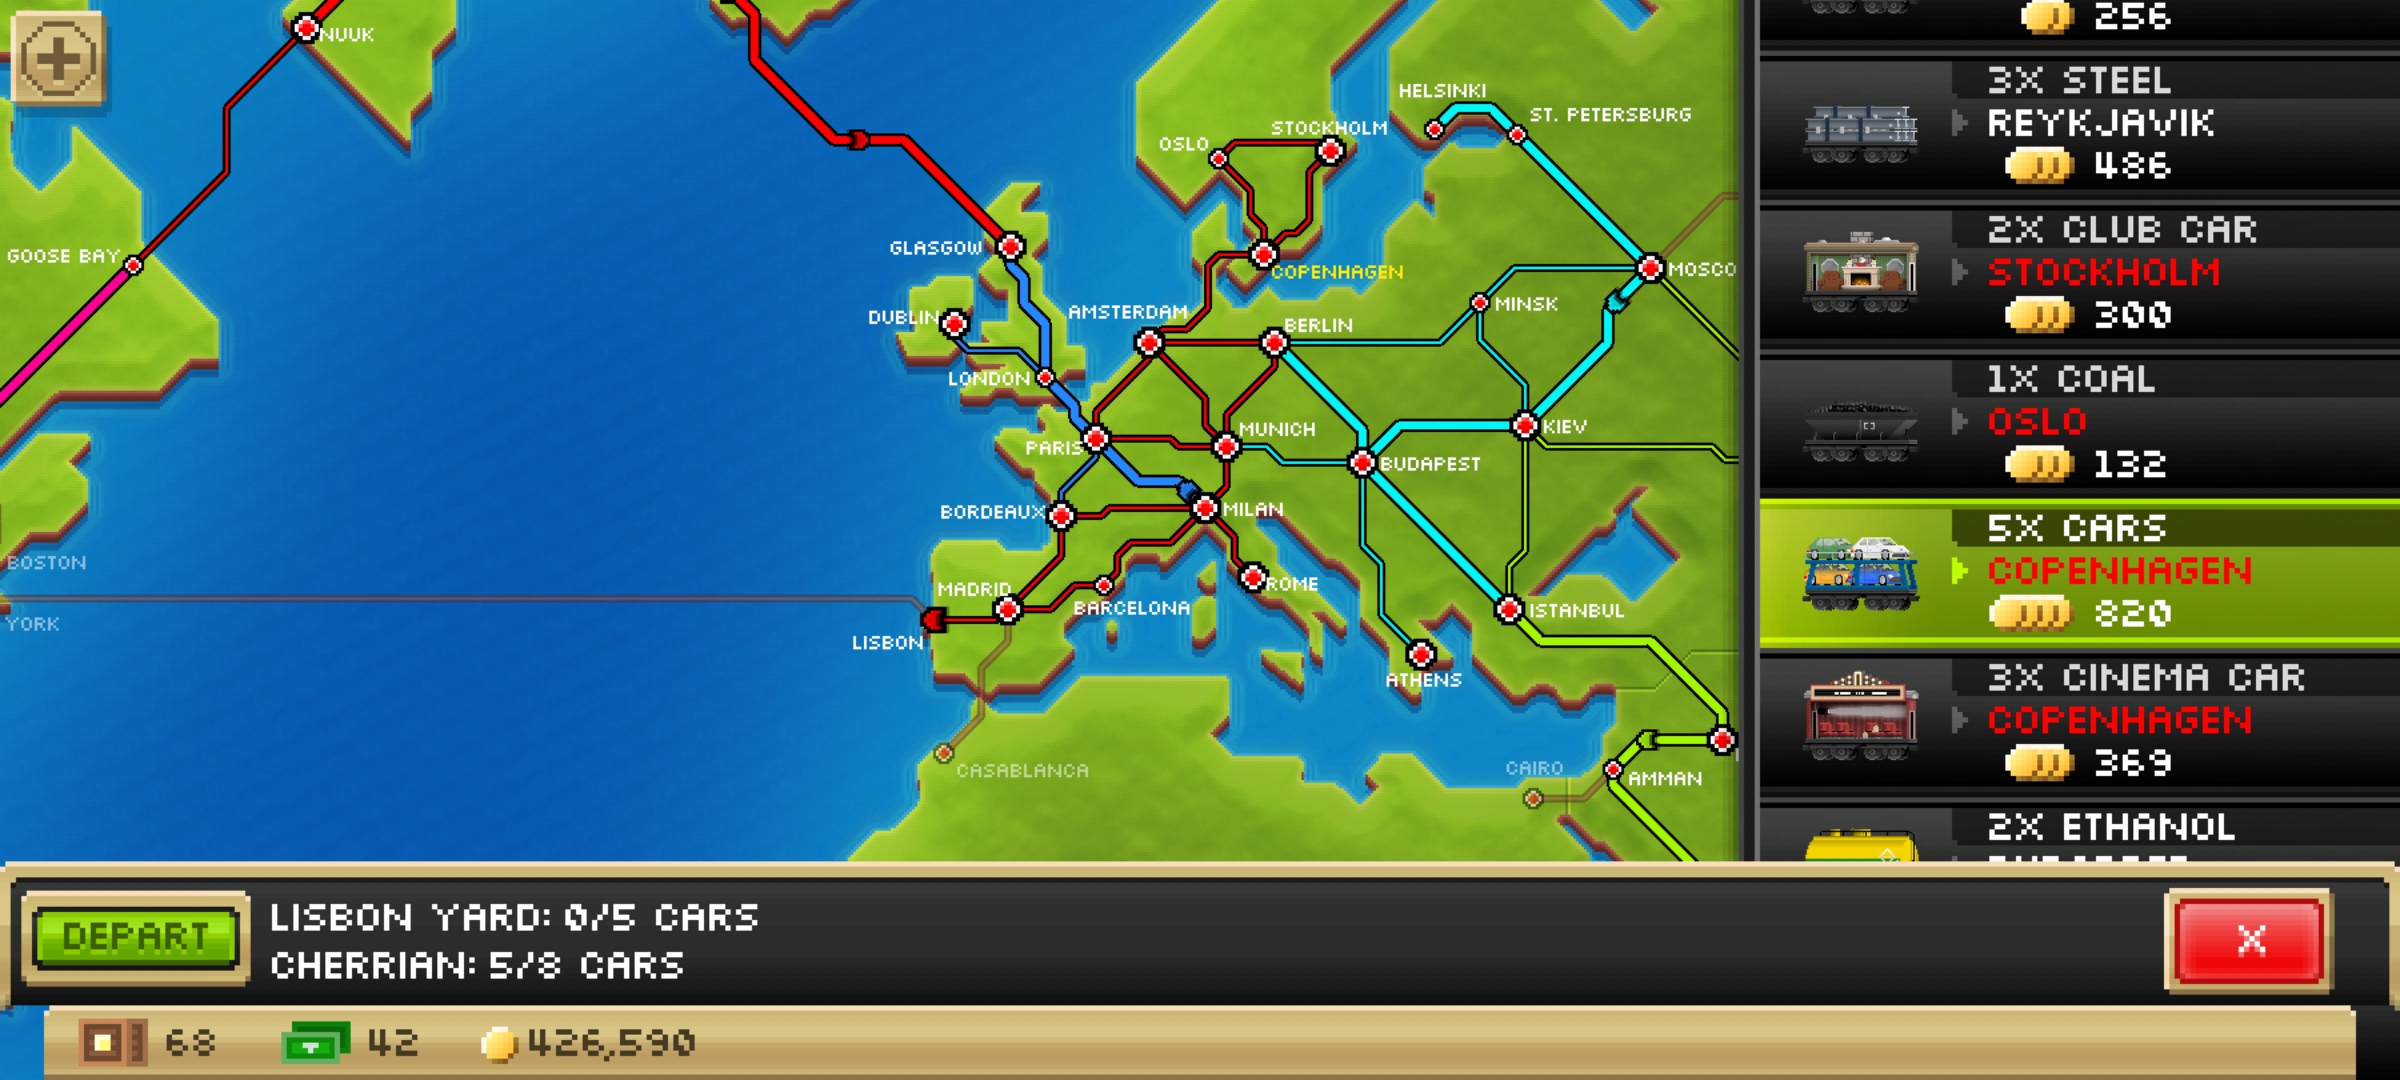 NUUK
GOOSE BAY
BOSTON
YORK
GLASGOW
DUBLIN
LONDON
OSLO
STOCKHOLM
HELSINKI
ST. PETERSBURG
COPENHAGEN
AMSTERDAM
BERLIN
MINSK
MOSCO
PARIS
MUNICH
BUDAPEST
KIEV
BORDEAUX
MILAN
MADRID
BARCELONA
ROME
LISBON
ISTANBUL
ATHENS
CASABLANCA
CAIRO
AMMAN
256
3X STEEL
REYKJAVIK
486
2X CLUB CAR
STOCKHOLM
300
1X COAL
OSLO
132
5X CARS
COPENHAGEN
820
3X CINEMA CAR
COPENHAGEN
369
2X ETHANOL
DEPART
LISBON YARD: 0/5 CARS
CHERRIAN: 5/8 CARS
X
68
42
426,590